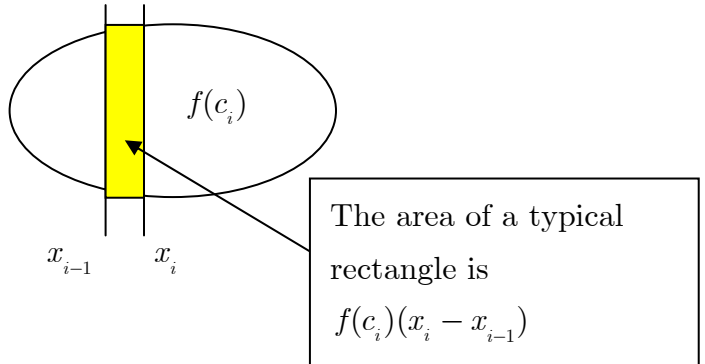 f(c_i)
x_{i-1} x_i
The area of a typical
rectangle is
f(c_i)(x_i − x_{i-1})